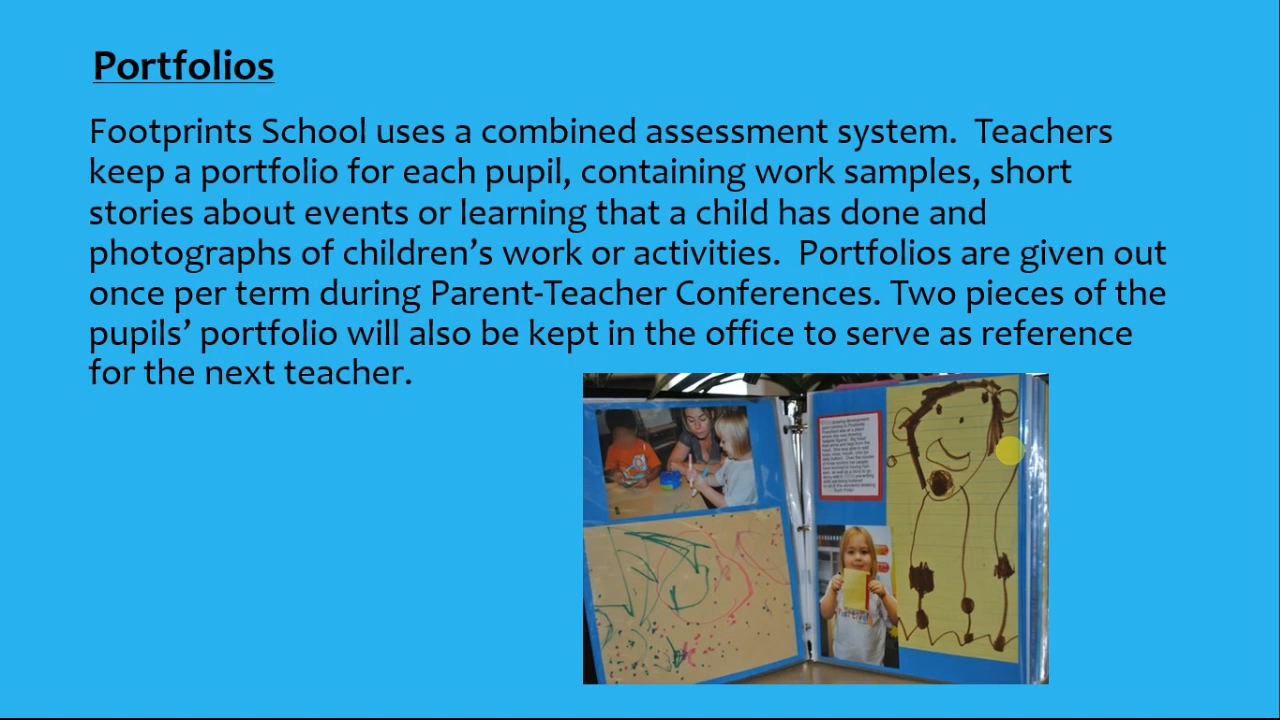 Portfolios
Footprints School uses a combined assessment system.  Teachers
keep a portfolio for each pupil, containing work samples, short
stories about events or learning that a child has done and
photographs of children’s work or activities.  Portfolios are given out
once per term during Parent-Teacher Conferences. Two pieces of the
pupils’ portfolio will also be kept in the office to serve as reference
for the next teacher.